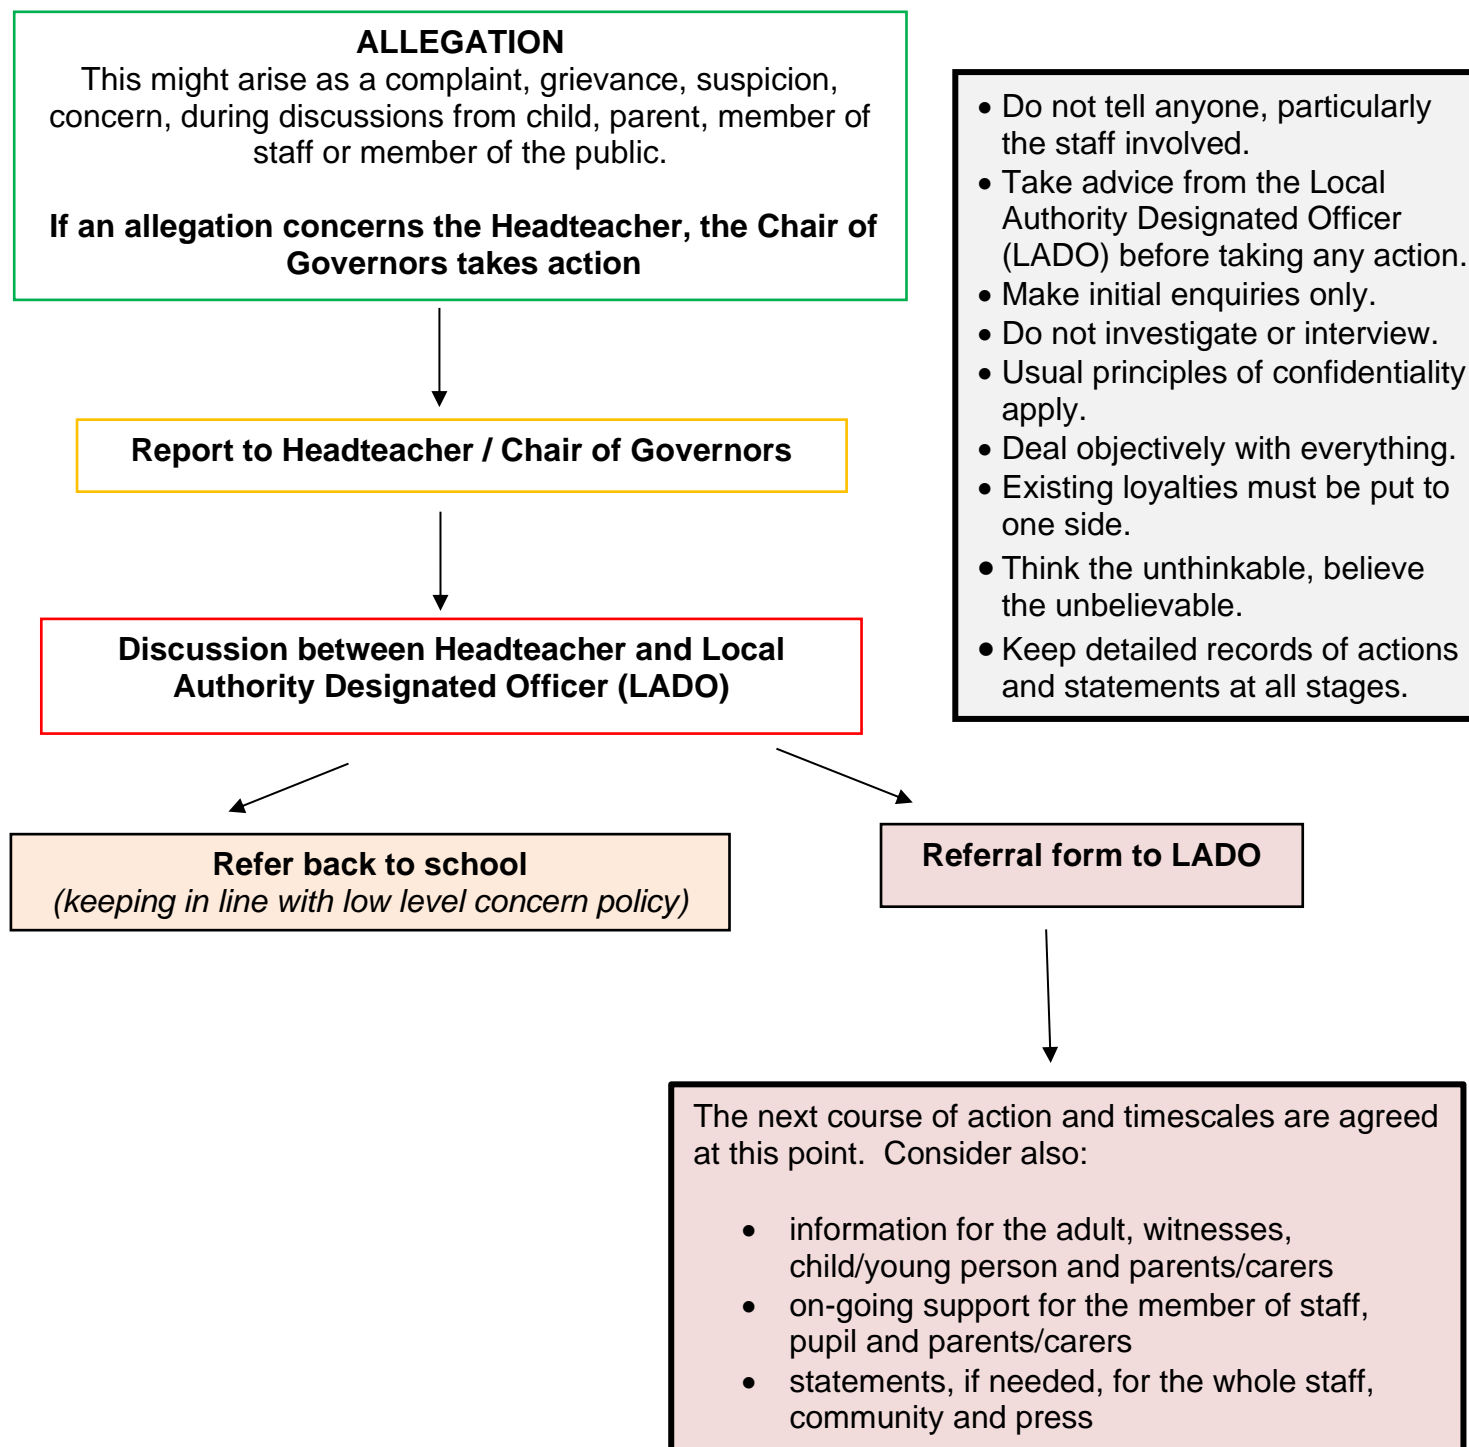 ALLEGATION
This might arise as a complaint, grievance, suspicion,
concern, during discussions from child, parent, member of
staff or member of the public.
If an allegation concerns the Headteacher, the Chair of
Governors takes action
• Do not tell anyone, particularly
the staff involved.
• Take advice from the Local
Authority Designated Officer
(LADO) before taking any action.
• Make initial enquiries only.
• Do not investigate or interview.
• Usual principles of confidentiality
apply.
• Deal objectively with everything.
• Existing loyalties must be put to
one side.
• Think the unthinkable, believe
the unbelievable.
• Keep detailed records of actions
and statements at all stages.
Report to Headteacher / Chair of Governors
Discussion between Headteacher and Local
Authority Designated Officer (LADO)
Refer back to school
(keeping in line with low level concern policy)
Referral form to LADO
The next course of action and timescales are agreed
at this point.  Consider also:
• information for the adult, witnesses,
child/young person and parents/carers
• on-going support for the member of staff,
pupil and parents/carers
• statements, if needed, for the whole staff,
community and press